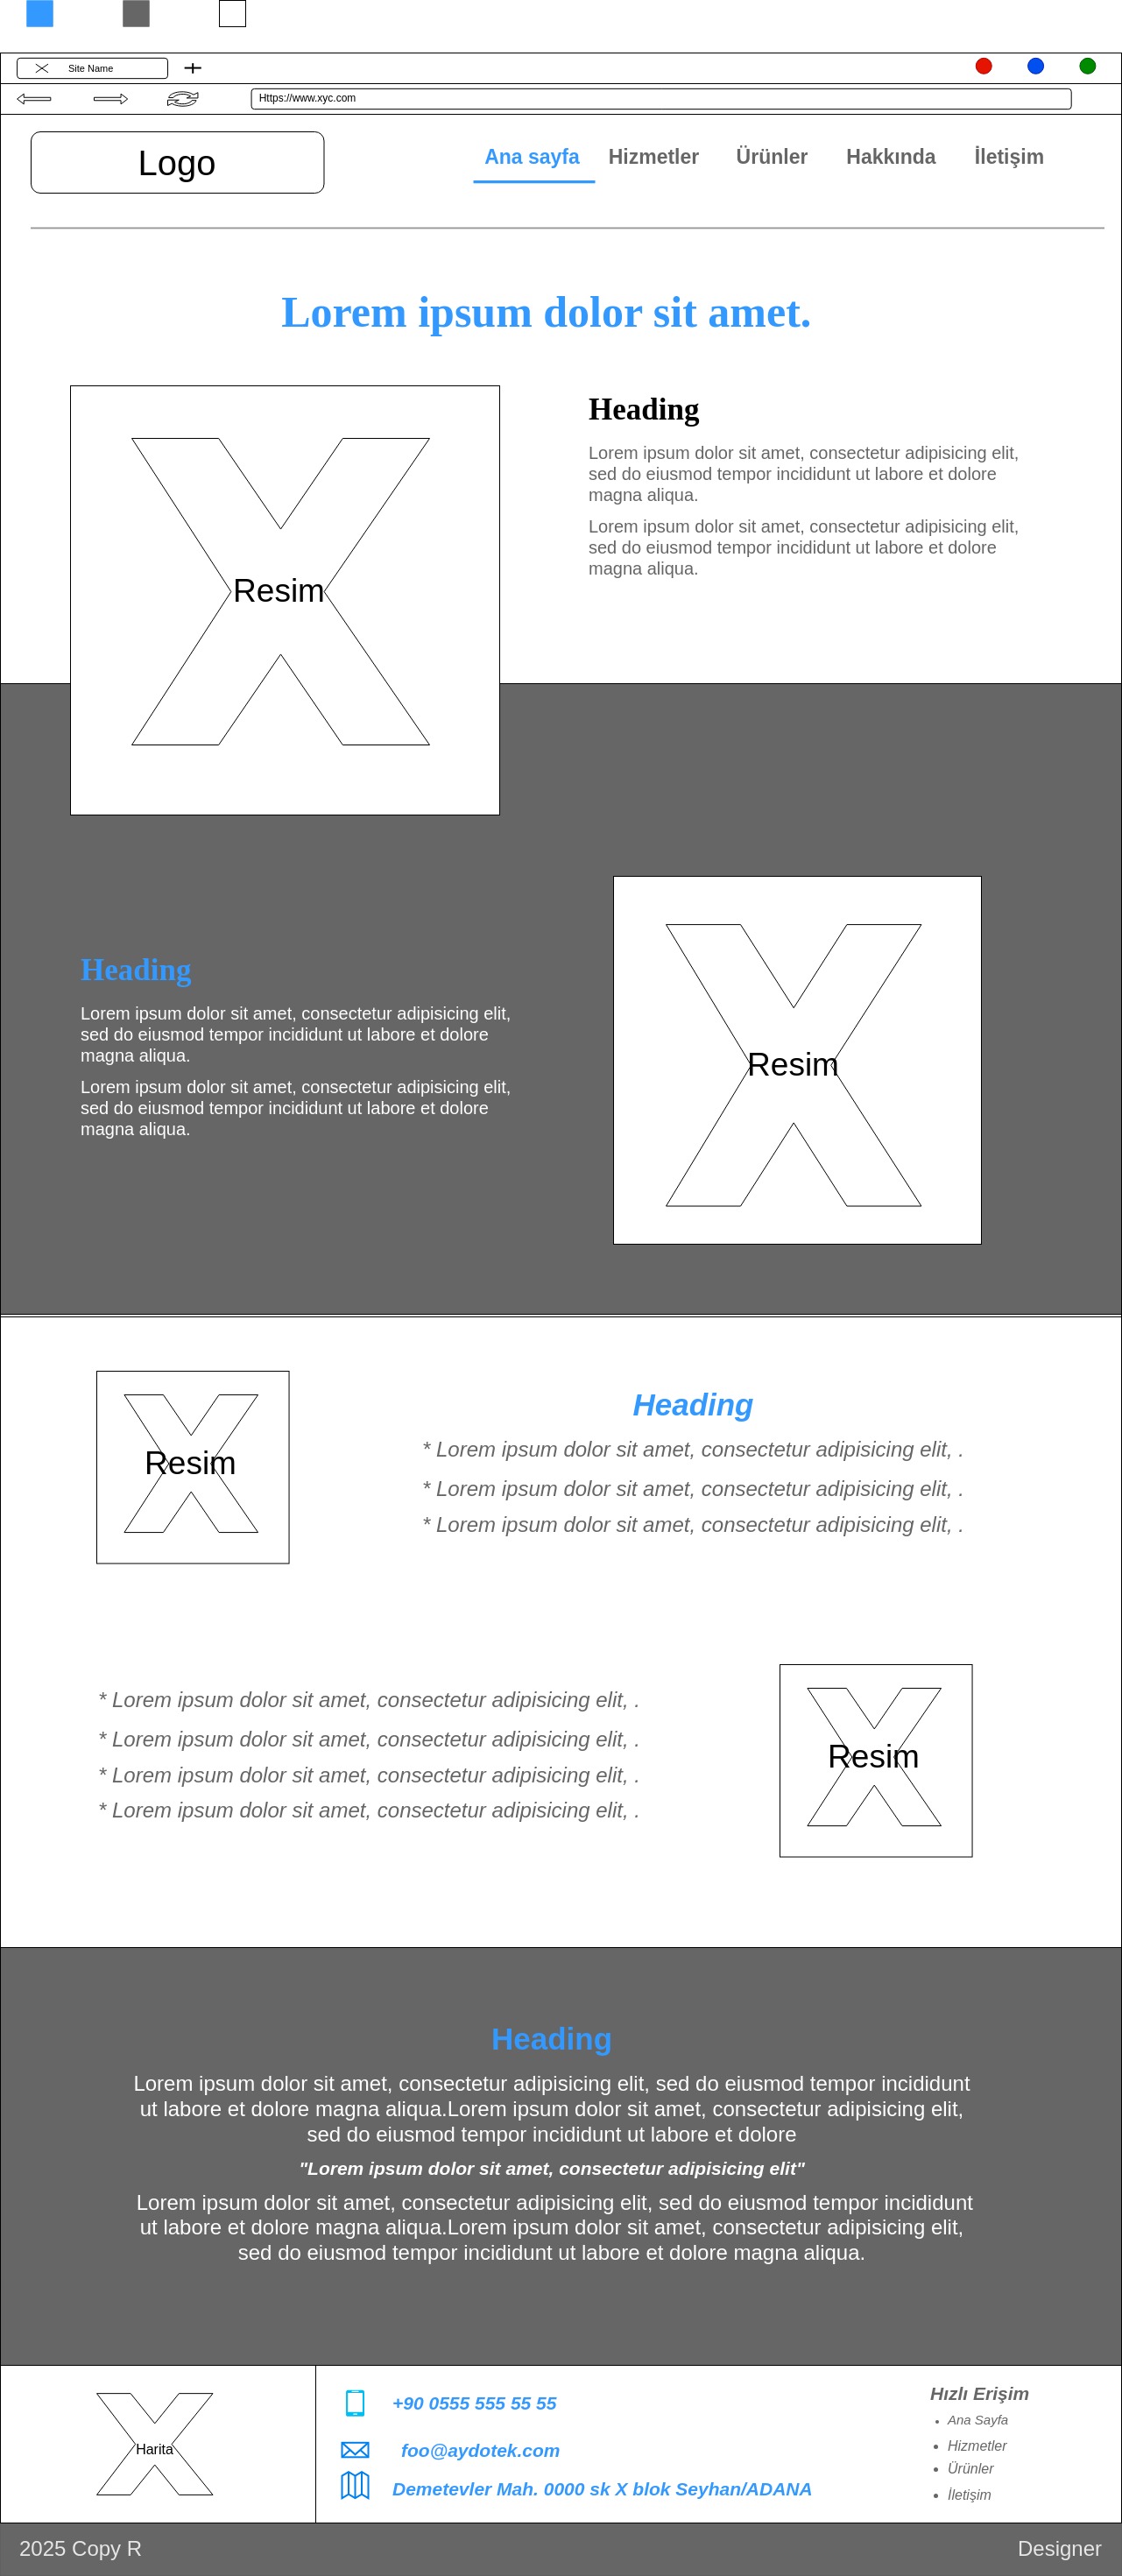 Site Name
Https://www.xyc.com
Logo
Ana sayfa Hizmetler Ürünler Hakkında İletişim
Lorem ipsum dolor sit amet.
Heading
Lorem ipsum dolor sit amet, consectetur adipisicing elit,
sed do eiusmod tempor incididunt ut labore et dolore
magna aliqua.
Lorem ipsum dolor sit amet, consectetur adipisicing elit,
sed do eiusmod tempor incididunt ut labore et dolore
magna aliqua.
Resim
Heading
Lorem ipsum dolor sit amet, consectetur adipisicing elit,
sed do eiusmod tempor incididunt ut labore et dolore
magna aliqua.
Lorem ipsum dolor sit amet, consectetur adipisicing elit,
sed do eiusmod tempor incididunt ut labore et dolore
magna aliqua.
Resim
Resim
Heading
* Lorem ipsum dolor sit amet, consectetur adipisicing elit, .
* Lorem ipsum dolor sit amet, consectetur adipisicing elit, .
* Lorem ipsum dolor sit amet, consectetur adipisicing elit, .
* Lorem ipsum dolor sit amet, consectetur adipisicing elit, .
* Lorem ipsum dolor sit amet, consectetur adipisicing elit, .
* Lorem ipsum dolor sit amet, consectetur adipisicing elit, .
* Lorem ipsum dolor sit amet, consectetur adipisicing elit, .
Resim
Heading
Lorem ipsum dolor sit amet, consectetur adipisicing elit, sed do eiusmod tempor incididunt
ut labore et dolore magna aliqua.Lorem ipsum dolor sit amet, consectetur adipisicing elit,
sed do eiusmod tempor incididunt ut labore et dolore
"Lorem ipsum dolor sit amet, consectetur adipisicing elit"
Lorem ipsum dolor sit amet, consectetur adipisicing elit, sed do eiusmod tempor incididunt
ut labore et dolore magna aliqua.Lorem ipsum dolor sit amet, consectetur adipisicing elit,
sed do eiusmod tempor incididunt ut labore et dolore magna aliqua.
Harita
+90 0555 555 55 55
foo@aydotek.com
Demetevler Mah. 0000 sk X blok Seyhan/ADANA
Hızlı Erişim
• Ana Sayfa
• Hizmetler
• Ürünler
• İletişim
2025 Copy R
Designer